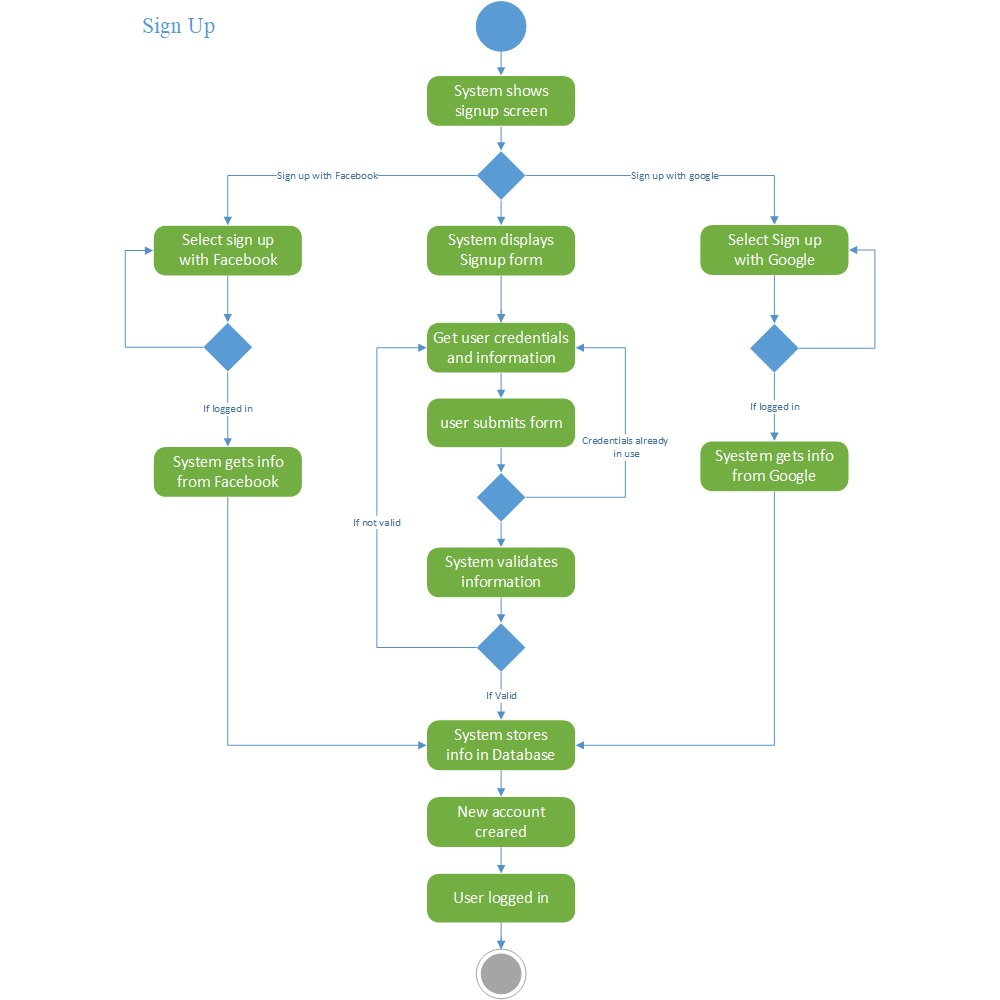 Sign Up
System shows
signup screen
Sign up with Facebook
Sign up with google
Select sign up
with Facebook
System displays
Signup form
Select Sign up
with Google
Get user credentials
and information
If logged in
If logged in
user submits form
Credentials already
in use
System gets info
from Facebook
Syestem gets info
from Google
If not valid
System validates
information
If Valid
System stores
info in Database
New account
creared
User logged in